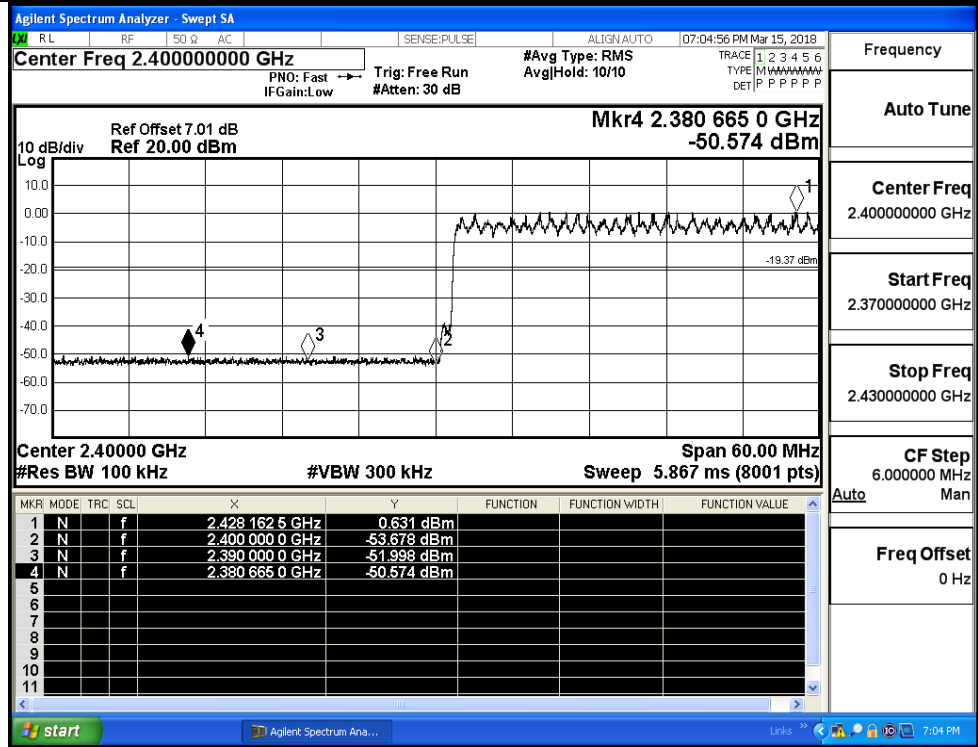 Agilent Spectrum Analyzer - Swept SA
LXI RL RF 50 Ω AC SENSE:PULSE ALIGN AUTO 07:04:56 PM Mar 15, 2018
Center Freq 2.400000000 GHz
PNO: Fast
IFGain:Low
Trig: Free Run
#Atten: 30 dB
#Avg Type: RMS
Avg|Hold: 10/10
TRACE 1 2 3 4 5 6
TYPE M
DET P P P P P P
Mkr4 2.380 665 0 GHz
-50.574 dBm
Ref Offset 7.01 dB
10 dB/div Ref 20.00 dBm
Log
10.0
0.00
-10.0
-20.0
-30.0
-40.0
-50.0
-60.0
-70.0
1
-19.37 dBm
4
3
2
Center 2.40000 GHz Span 60.00 MHz
#Res BW 100 kHz #VBW 300 kHz Sweep 5.867 ms (8001 pts)
MKR MODE TRC SCL X Y FUNCTION FUNCTION WIDTH FUNCTION VALUE
1 N f 2.428 162 5 GHz 0.631 dBm
2 N f 2.400 000 0 GHz -53.678 dBm
3 N f 2.390 000 0 GHz -51.998 dBm
4 N f 2.380 665 0 GHz -50.574 dBm
5
6
7
8
9
10
11
Frequency
Auto Tune
Center Freq
2.400000000 GHz
Start Freq
2.370000000 GHz
Stop Freq
2.430000000 GHz
CF Step
6.000000 MHz
Auto Man
Freq Offset
0 Hz
start Agilent Spectrum Ana... Links » 7:04 PM